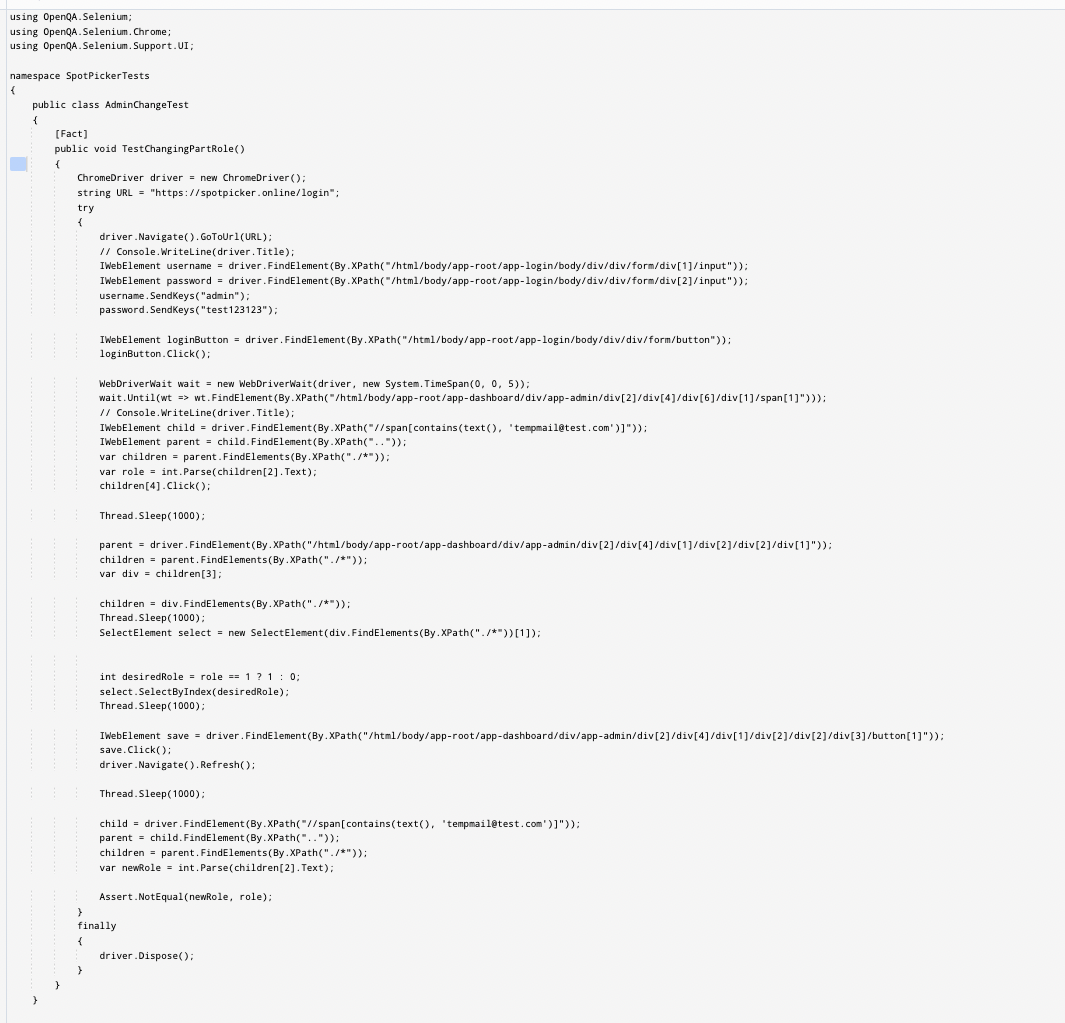 using OpenQA.Selenium;
using OpenQA.Selenium.Chrome;
using OpenQA.Selenium.Support.UI;

namespace SpotPickerTests
{
    public class AdminChangeTest
    {
        [Fact]
        public void TestChangingPartRole()
        {
            ChromeDriver driver = new ChromeDriver();
            string URL = "https://spotpicker.online/login";
            try
            {
                driver.Navigate().GoToUrl(URL);
                // Console.WriteLine(driver.Title);
                IWebElement username = driver.FindElement(By.XPath("/html/body/app-root/app-login/body/div/div/form/div[1]/input"));
                IWebElement password = driver.FindElement(By.XPath("/html/body/app-root/app-login/body/div/div/form/div[2]/input"));
                username.SendKeys("admin");
                password.SendKeys("test123123");

                IWebElement loginButton = driver.FindElement(By.XPath("/html/body/app-root/app-login/body/div/div/form/button"));
                loginButton.Click();

                WebDriverWait wait = new WebDriverWait(driver, new System.TimeSpan(0, 0, 5));
                wait.Until(wt => wt.FindElement(By.XPath("/html/body/app-root/app-dashboard/div/app-admin/div[2]/div[4]/div[6]/div[1]/span[1]")));
                // Console.WriteLine(driver.Title);
                IWebElement child = driver.FindElement(By.XPath("//span[contains(text(), 'tempmail@test.com')]"));
                IWebElement parent = child.FindElement(By.XPath(".."));
                var children = parent.FindElements(By.XPath("./*"));
                var role = int.Parse(children[2].Text);
                children[4].Click();

                Thread.Sleep(1000);

                parent = driver.FindElement(By.XPath("/html/body/app-root/app-dashboard/div/app-admin/div[2]/div[4]/div[1]/div[2]/div[2]/div[1]"));
                children = parent.FindElements(By.XPath("./*"));
                var div = children[3];

                children = div.FindElements(By.XPath("./*"));
                Thread.Sleep(1000);
                SelectElement select = new SelectElement(div.FindElements(By.XPath("./*"))[1]);


                int desiredRole = role == 1 ? 1 : 0;
                select.SelectByIndex(desiredRole);
                Thread.Sleep(1000);

                IWebElement save = driver.FindElement(By.XPath("/html/body/app-root/app-dashboard/div/app-admin/div[2]/div[4]/div[1]/div[2]/div[2]/div[3]/button[1]"));
                save.Click();
                driver.Navigate().Refresh();

                Thread.Sleep(1000);

                child = driver.FindElement(By.XPath("//span[contains(text(), 'tempmail@test.com')]"));
                parent = child.FindElement(By.XPath(".."));
                children = parent.FindElements(By.XPath("./*"));
                var newRole = int.Parse(children[2].Text);

                Assert.NotEqual(newRole, role);
            }
            finally
            {
                driver.Dispose();
            }
        }
    }